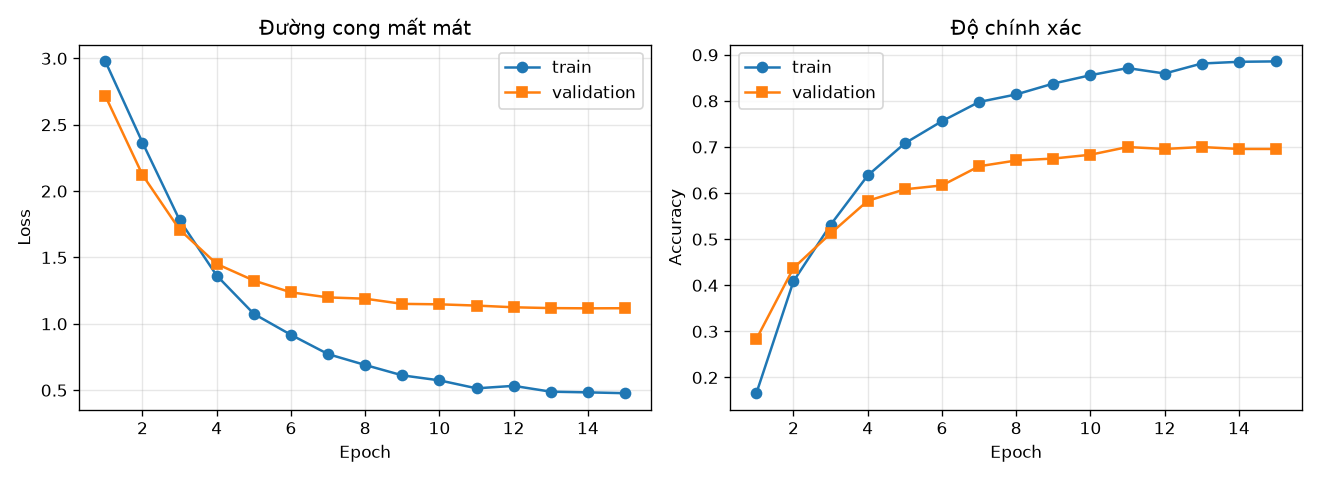 Đường cong mất mát
3.0
2.5
2.0
1.5
1.0
0.5
Loss
train
validation
2 4 6 8 10 12 14
Epoch
Độ chính xác
0.9
0.8
0.7
0.6
0.5
0.4
0.3
0.2
Accuracy
train
validation
2 4 6 8 10 12 14
Epoch